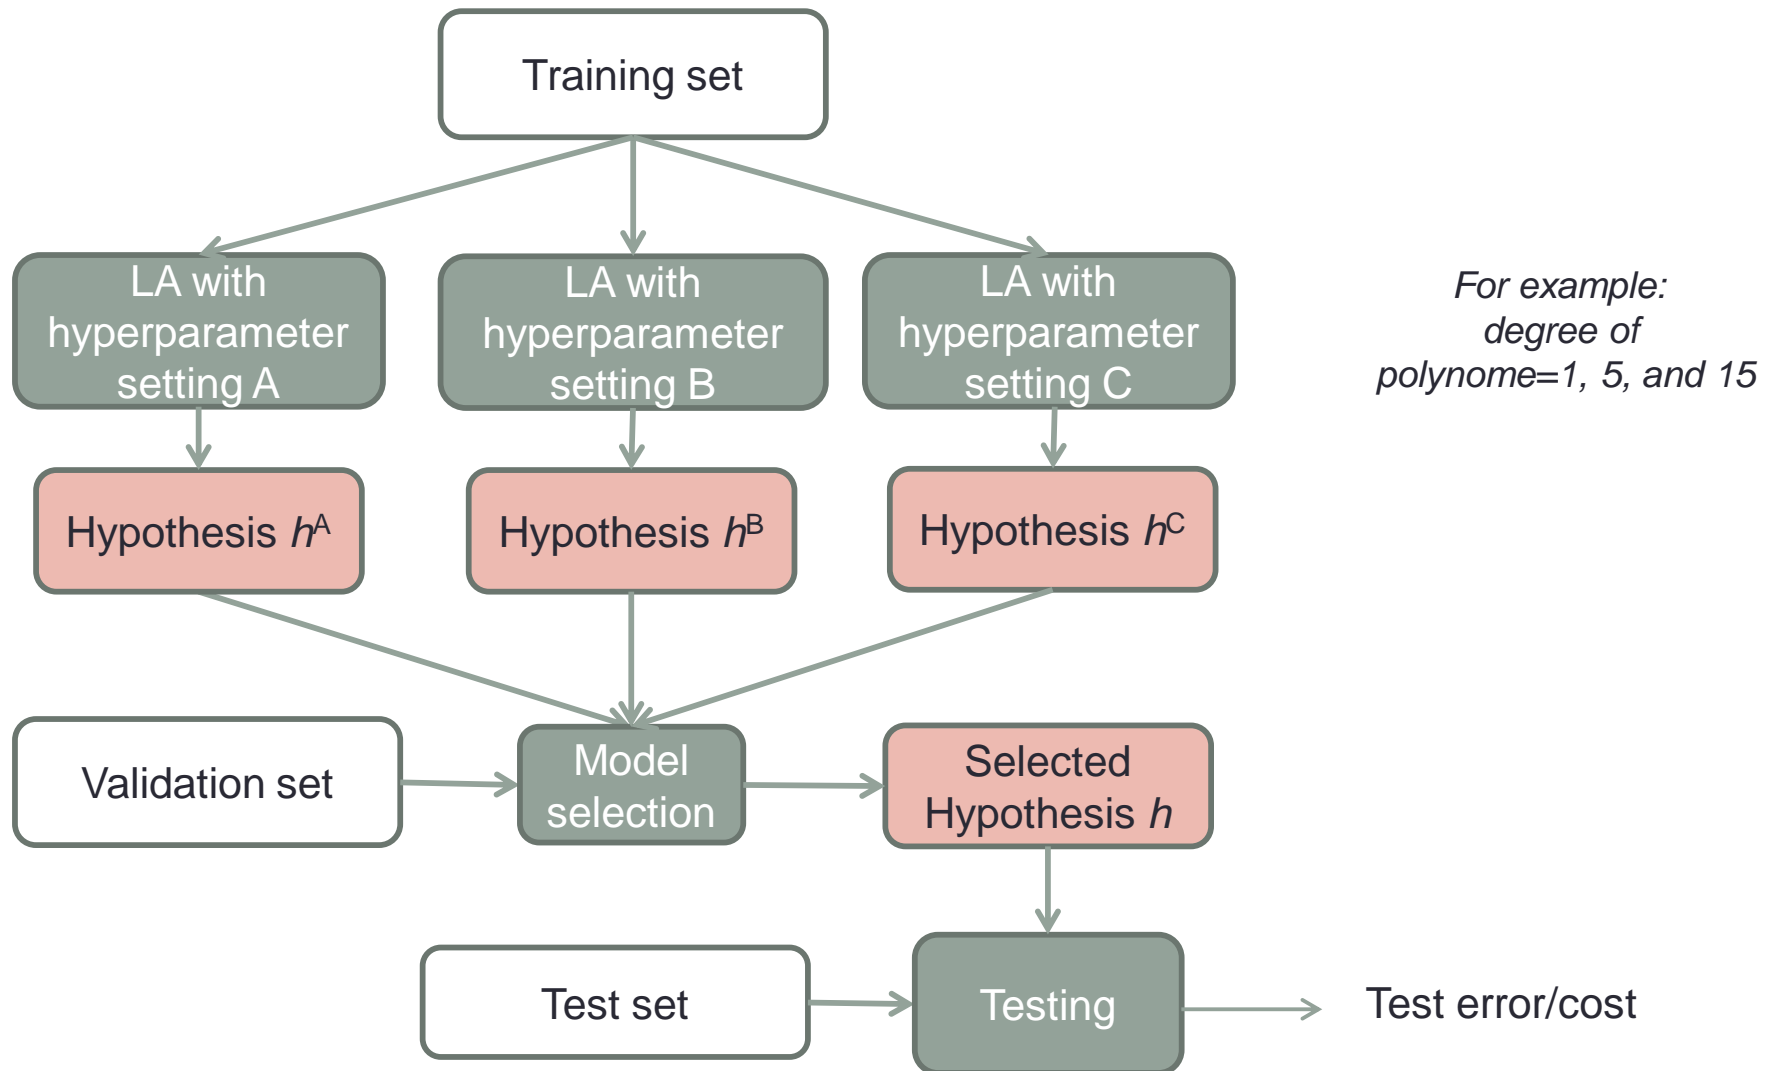 Training set
LA with
hyperparameter
setting A
LA with
hyperparameter
setting B
LA with
hyperparameter
setting C
For example:
degree of
polynome=1, 5, and 15
Hypothesis hᴬ
Hypothesis hᴮ
Hypothesis hᶜ
Validation set
Model
selection
Selected
Hypothesis h
Test set
Testing
Test error/cost